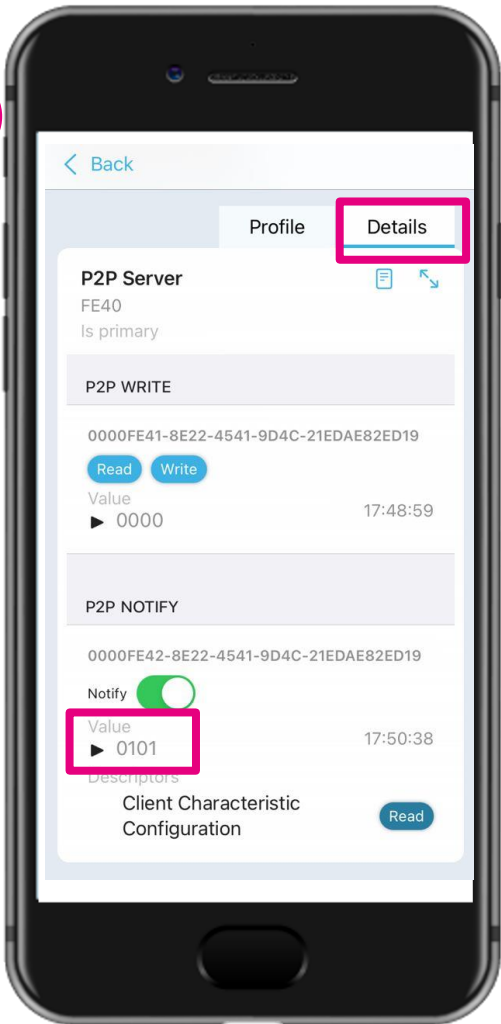 Back
Profile Details
P2P Server
FE40
Is primary
P2P WRITE
0000FE41-8E22-4541-9D4C-21EDAE82ED19
Read Write
Value
0000 17:48:59
P2P NOTIFY
0000FE42-8E22-4541-9D4C-21EDAE82ED19
Notify
Value
0101 17:50:38
Descriptors
Client Characteristic
Configuration
Read